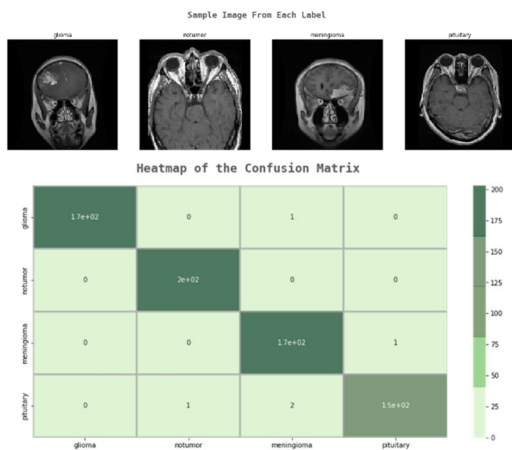 Sample Image From Each Label
glioma notumor meningioma pituitary
Heatmap of the Confusion Matrix
200
glioma 1.7e+02 0 1 0
175
150
notumor 0 2e+02 0 0
125
100
meningioma 0 0 1.7e+02 1
75
50
pituitary 0 1 2 1.5e+02
25
0
glioma notumor meningioma pituitary